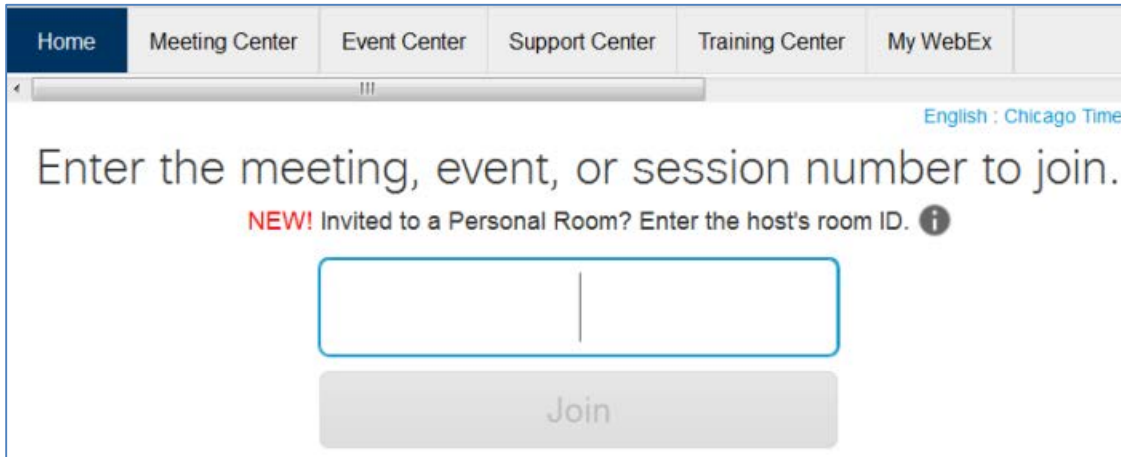 Home Meeting Center Event Center Support Center Training Center My WebEx
English : Chicago Time
Enter the meeting, event, or session number to join.
NEW! Invited to a Personal Room? Enter the host's room ID. i
Join